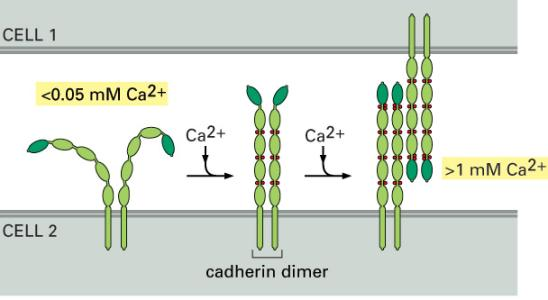 CELL 1
<0.05 mM Ca2+
Ca2+
Ca2+
>1 mM Ca2+
CELL 2
cadherin dimer